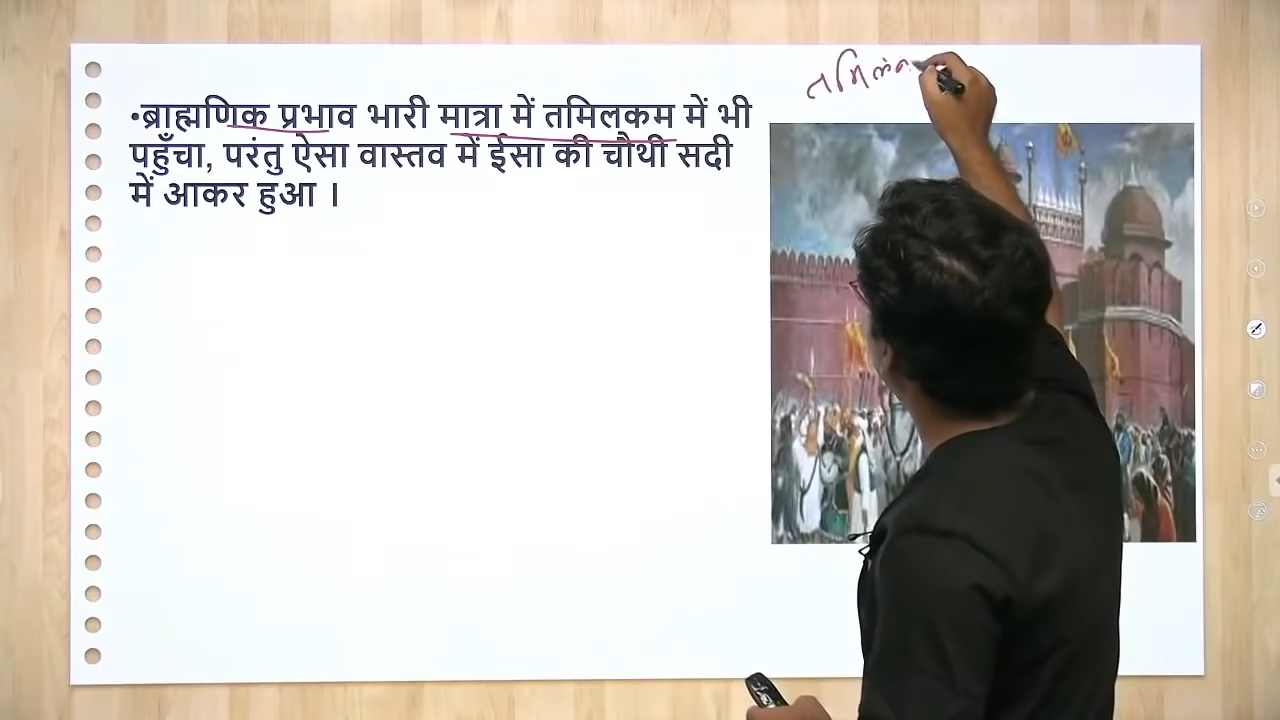 •ब्राह्मणिक प्रभाव भारी मात्रा में तमिलकम में भी
पहुँचा, परंतु ऐसा वास्तव में ईसा की चौथी सदी
में आकर हुआ ।